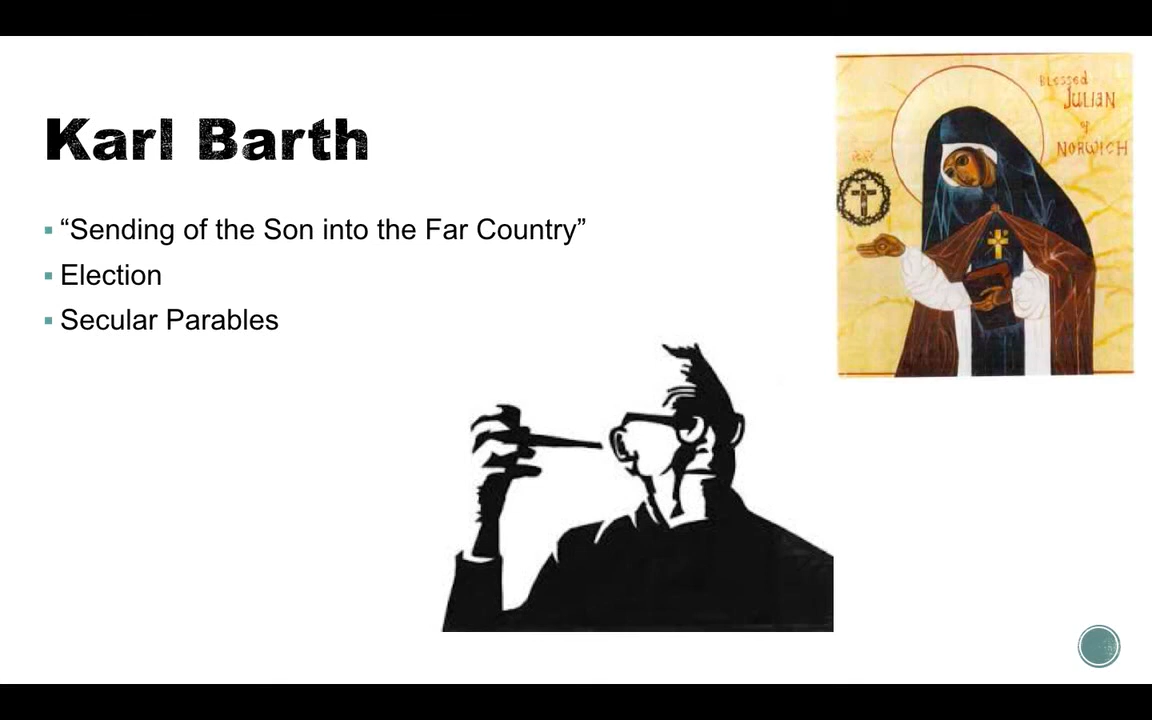 Karl Barth
“Sending of the Son into the Far Country”
Election
Secular Parables
BLESSED
JULIAN
of
NORWICH